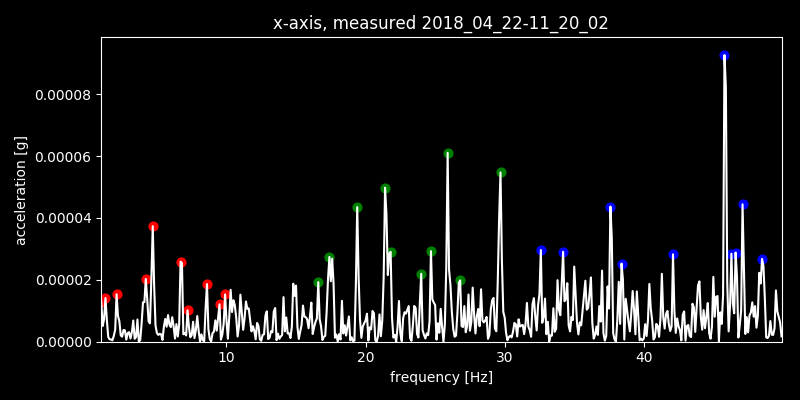 x-axis, measured 2018_04_22-11_20_02
acceleration [g]
0.00008
0.00006
0.00004
0.00002
0.00000
10 20 30 40
frequency [Hz]